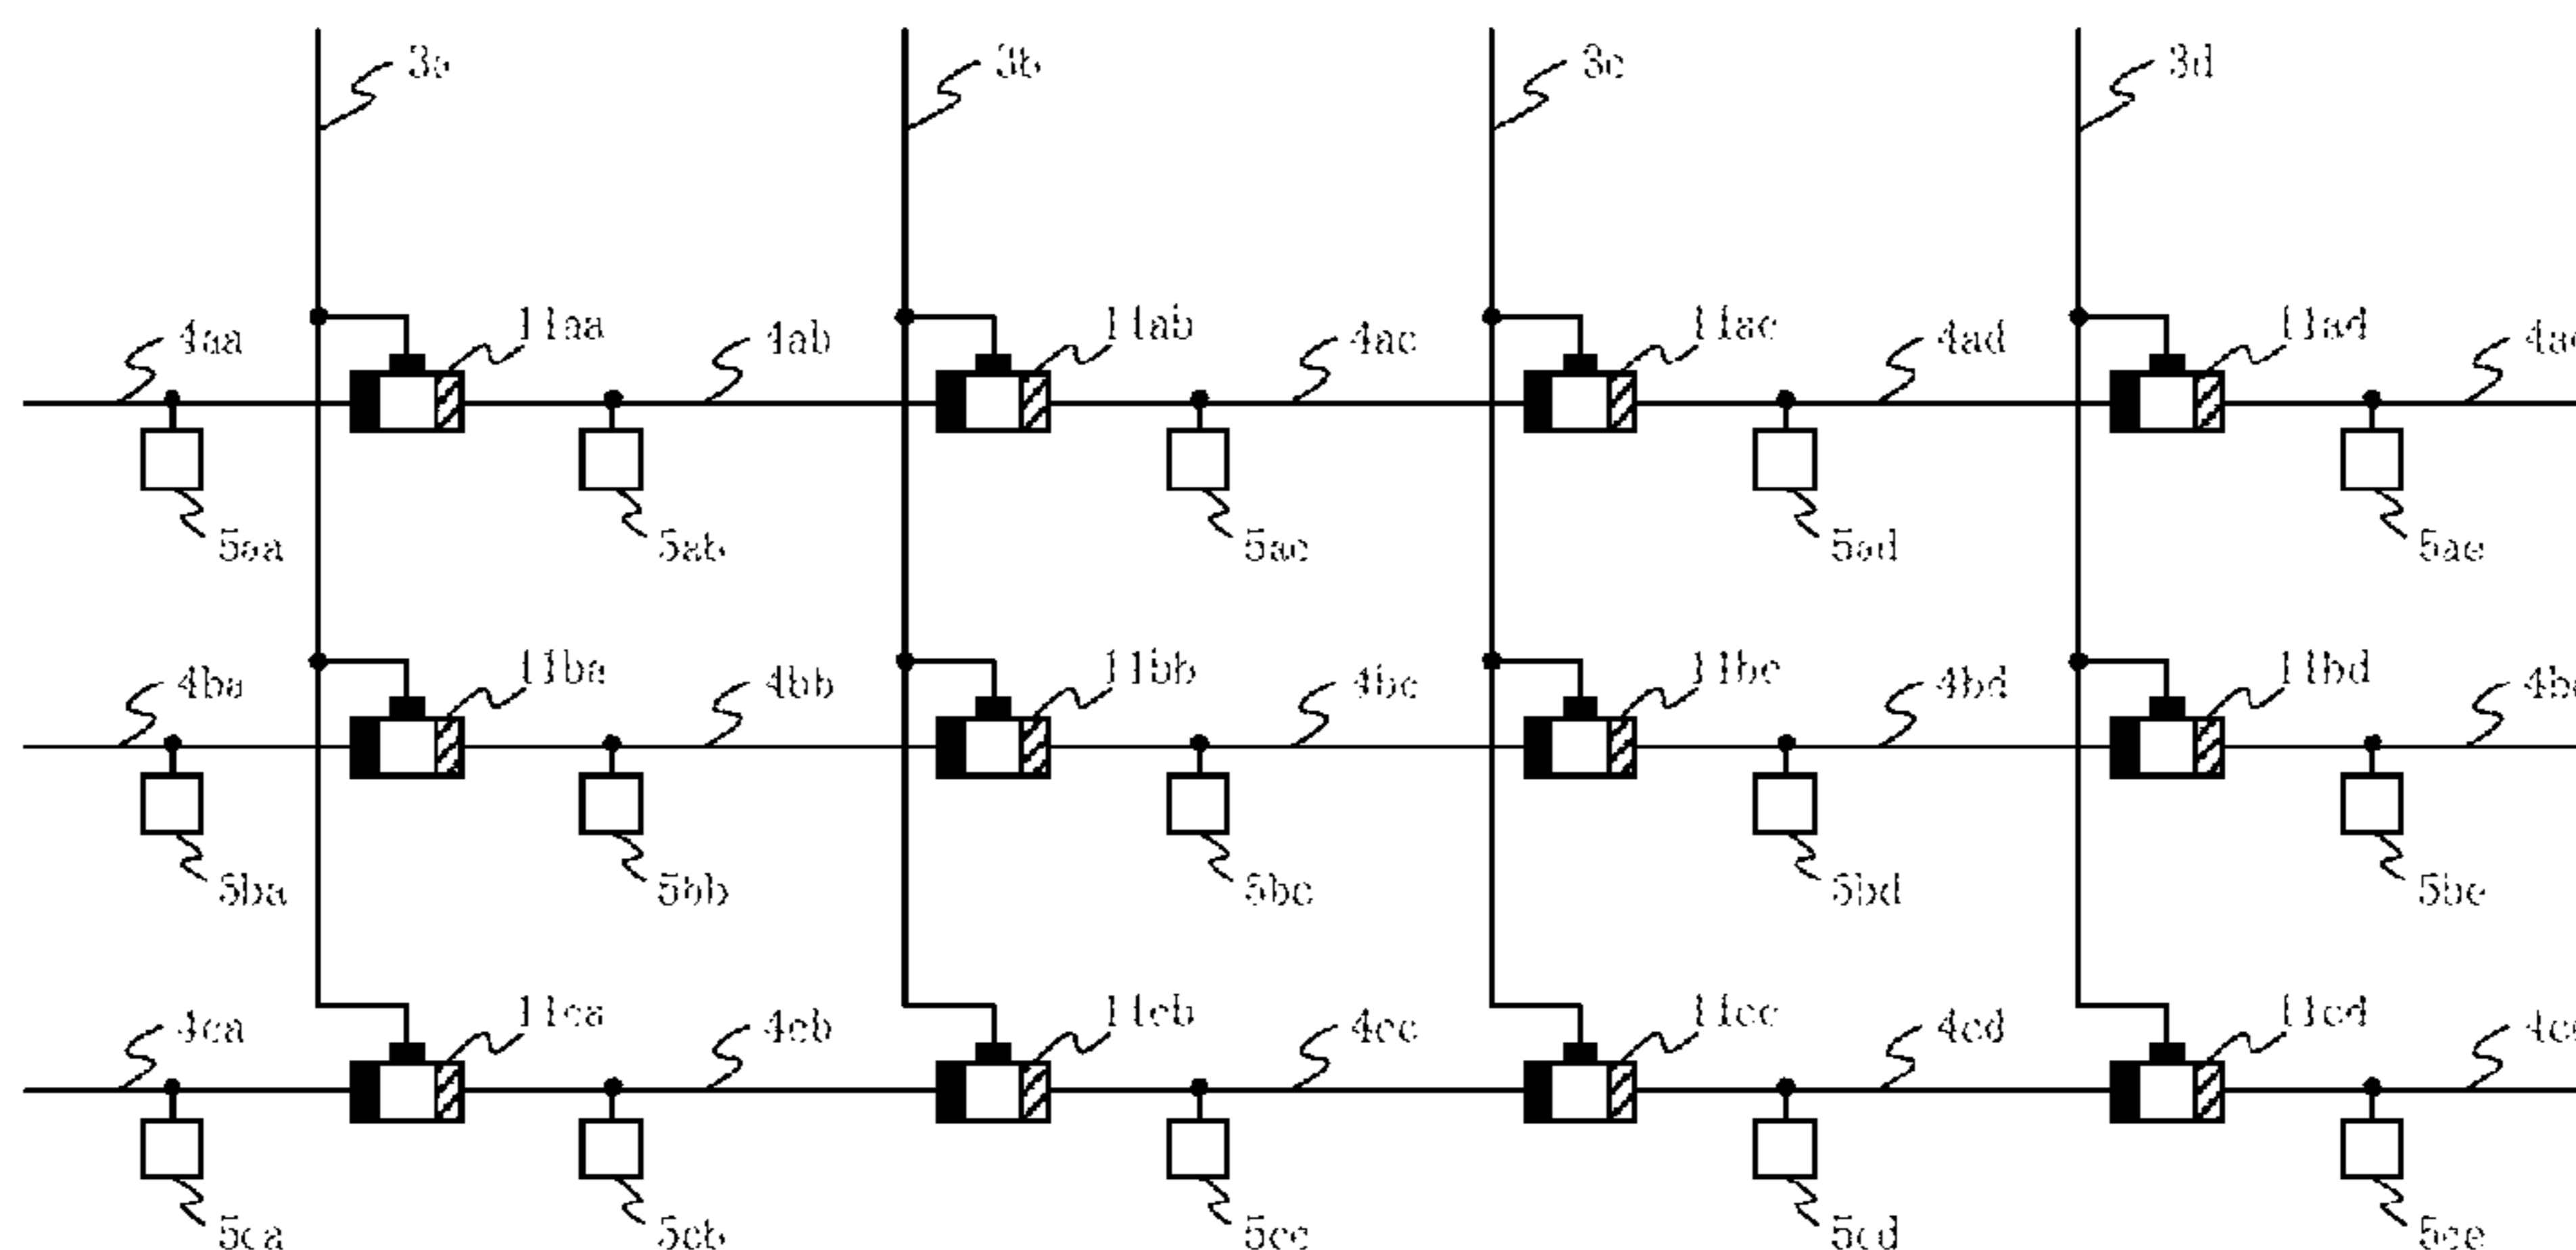 3a 3b 3c 3d
11aa 11ab 11ac 11ad
4aa 4ab 4ac 4ad
5aa 5ab 5ac 5ad 5ae
11ba 11bb 11bc 11bd
4ba 4bb 4bc 4bd
5ba 5bb 5bc 5bd 5be
11ca 11cb 11cc 11cd
4ca 4cb 4cc 4cd
5ca 5cb 5cc 5cd 5ce